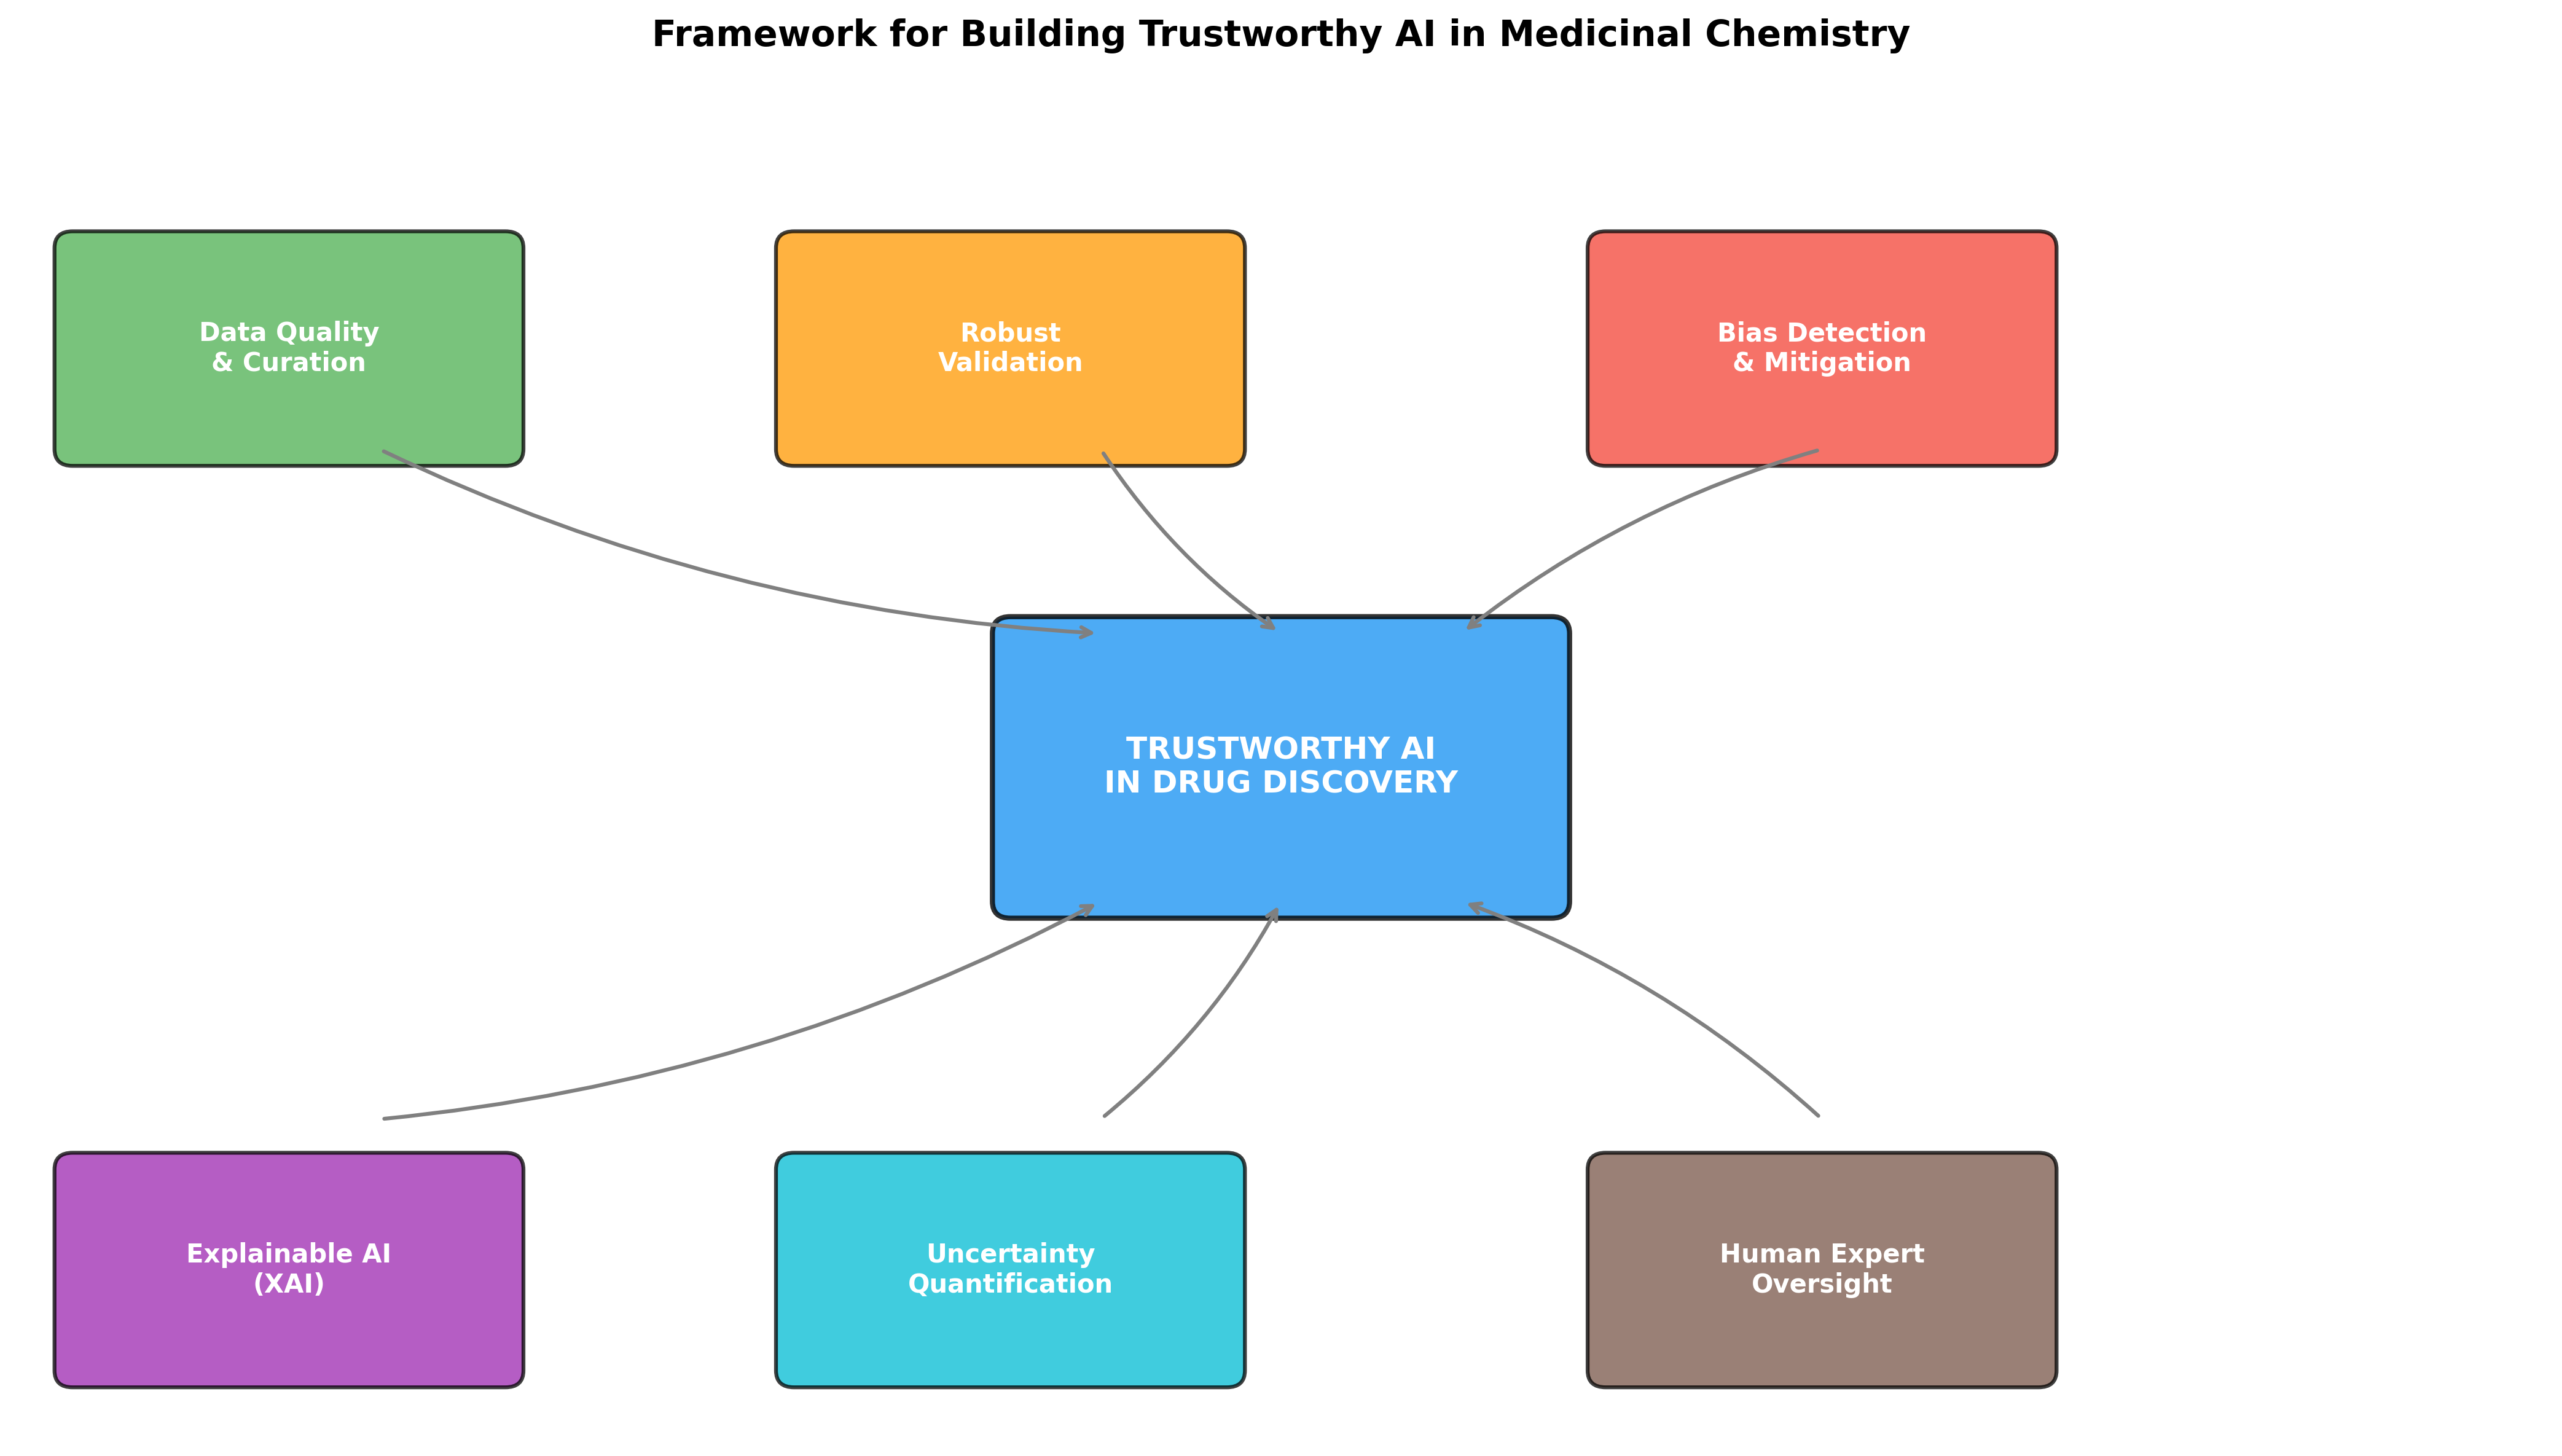 Framework for Building Trustworthy AI in Medicinal Chemistry
Data Quality
& Curation
Robust
Validation
Bias Detection
& Mitigation
TRUSTWORTHY AI
IN DRUG DISCOVERY
Explainable AI
(XAI)
Uncertainty
Quantification
Human Expert
Oversight